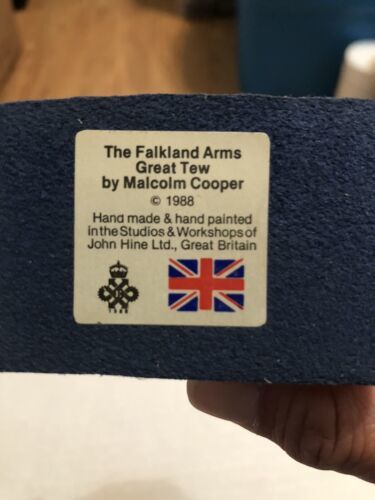 The Falkland Arms
Great Tew
by Malcolm Cooper
© 1988
Hand made & hand painted
in the Studios & Workshops of
John Hine Ltd., Great Britain